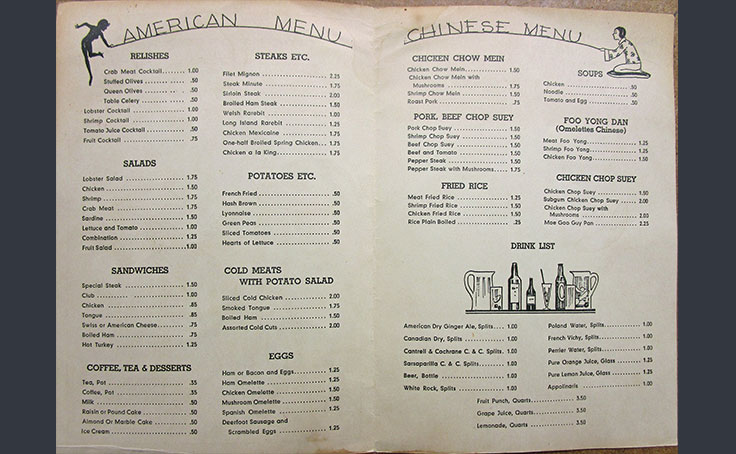 AMERICAN MENU
RELISHES
Crab Meat Cocktail........ 1.00
Stuffed Olives .............. .50
Queen Olives .............. .50
Table Celery .............. .50
Lobster Cocktail .............. 1.00
Shrimp Cocktail .............. 1.00
Tomato Juice Cocktail .............. .50
Fruit Cocktail .............. .75
SALADS
Lobster Salad .............. 1.75
Chicken .............. 1.50
Shrimp .............. 1.75
Crab Meat .............. 1.75
Sardine .............. 1.50
Lettuce and Tomato .............. 1.00
Combination .............. 1.25
Fruit Salad .............. 1.00
SANDWICHES
Special Steak .............. 1.50
Club .............. 1.00
Chicken .............. .85
Tongue .............. .85
Swiss or American Cheese.... .75
Boiled Ham .............. .75
Hot Turkey .............. 1.25
COFFEE, TEA & DESSERTS
Tea, Pot .............. .35
Coffee, Pot .............. .35
Milk .............. .50
Raisin or Pound Cake .............. .50
Almond or Marble Cake .............. .50
Ice Cream .............. .50
STEAKS ETC.
Filet Mignon .............. 2.25
Steak Minute .............. 1.75
Sirloin Steak .............. 2.00
Broiled Ham Steak .............. 1.50
Welsh Rarebit .............. 1.00
Long Island Rarebit .............. 1.25
Chicken Mexicaine .............. 1.75
One-half Broiled Spring Chicken... 1.75
Chicken a la King.............. 1.75
POTATOES ETC.
French Fried .............. .50
Hash Brown .............. .50
Lyonnaise .............. .50
Green Peas .............. .50
Sliced Tomatoes .............. .50
Hearts of Lettuce .............. .50
COLD MEATS
WITH POTATO SALAD
Sliced Cold Chicken .............. 2.00
Smoked Tongue .............. 1.75
Boiled Ham .............. 1.50
Assorted Cold Cuts .............. 2.00
EGGS
Ham or Bacon and Eggs.............. 1.25
Ham Omelette .............. 1.25
Chicken Omelette .............. 1.50
Mushroom Omelette .............. 1.50
Spanish Omelette .............. 1.25
Deerfoot Sausage and
Scrambled Eggs .............. 1.25
CHINESE MENU
CHICKEN CHOW MEIN
Chicken Chow Mein.............. 1.50
Chicken Chow Mein with
Mushrooms .............. 1.75
Shrimp Chow Mein .............. 1.50
Roast Pork .............. .75
PORK, BEEF CHOP SUEY
Pork Chop Suey .............. 1.50
Shrimp Chop Suey .............. 1.50
Beef Chop Suey .............. 1.50
Beef and Tomato .............. 1.50
Pepper Steak .............. 1.50
Pepper Steak with Mushrooms.... 1.75
FRIED RICE
Meat Fried Rice .............. 1.25
Shrimp Fried Rice .............. 1.50
Chicken Fried Rice .............. 1.50
Rice Plain Boiled .............. .25
SOUPS
Chicken .............. .50
Noodle .............. .50
Tomato and Egg .............. .50
FOO YONG DAN
(Omelettes Chinese)
Meat Foo Yong.............. 1.25
Shrimp Foo Yong.............. 1.25
Chicken Foo Yong.............. 1.50
CHICKEN CHOP SUEY
Chicken Chop Suey .............. 1.50
Subgum Chicken Chop Suey ...... 2.00
Chicken Chop Suey with
Mushrooms .............. 2.00
Moe Goo Guy Pan .............. 2.25
DRINK LIST
American Dry Ginger Ale, Splits.... 1.00
Canadian Dry, Splits .............. 1.00
Cantrell & Cochrane C. & C. Splits. 1.00
Sarsaparilla C. & C. Splits........ 1.00
Beer, Bottle .............. 1.00
White Rock, Splits .............. 1.00
Poland Water, Splits.............. 1.00
French Vichy, Splits.............. 1.00
Perrier Water, Splits.............. 1.00
Pure Orange Juice, Glass .......... 1.25
Pure Lemon Juice, Glass .......... 1.25
Appolinaris .............. 1.00
Fruit Punch, Quarts.............. 3.50
Grape Juice, Quarts.............. 3.50
Lemonade, Quarts .............. 3.50